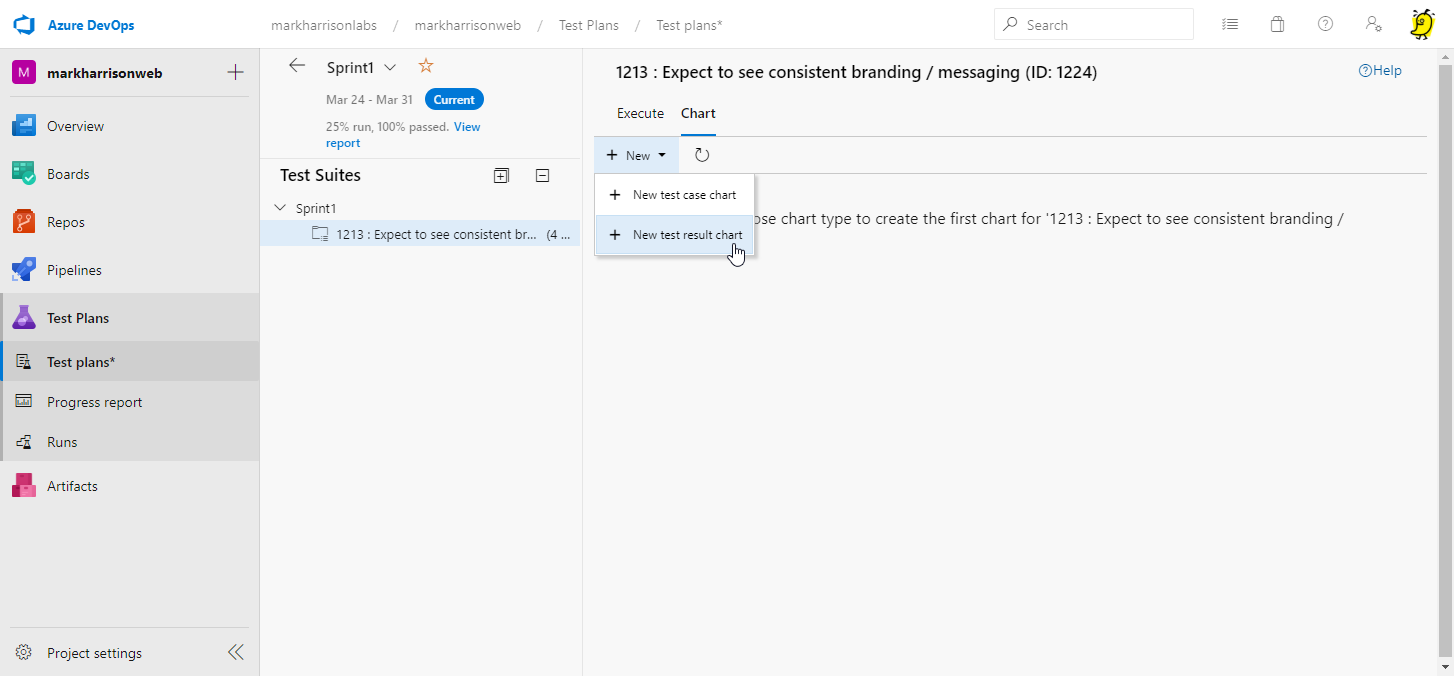 Azure DevOps
markharrisonlabs / markharrisonweb / Test Plans / Test plans*
Search
M markharrisonweb
Overview
Boards
Repos
Pipelines
Test Plans
Test plans*
Progress report
Runs
Artifacts
Project settings
Sprint1
Mar 24 - Mar 31 Current
25% run, 100% passed. View
report
Test Suites
Sprint1
1213 : Expect to see consistent br... (4 ...
1213 : Expect to see consistent branding / messaging (ID: 1224)
Help
Execute Chart
New
New test case chart
New test result chart
chart type to create the first chart for '1213 : Expect to see consistent branding /